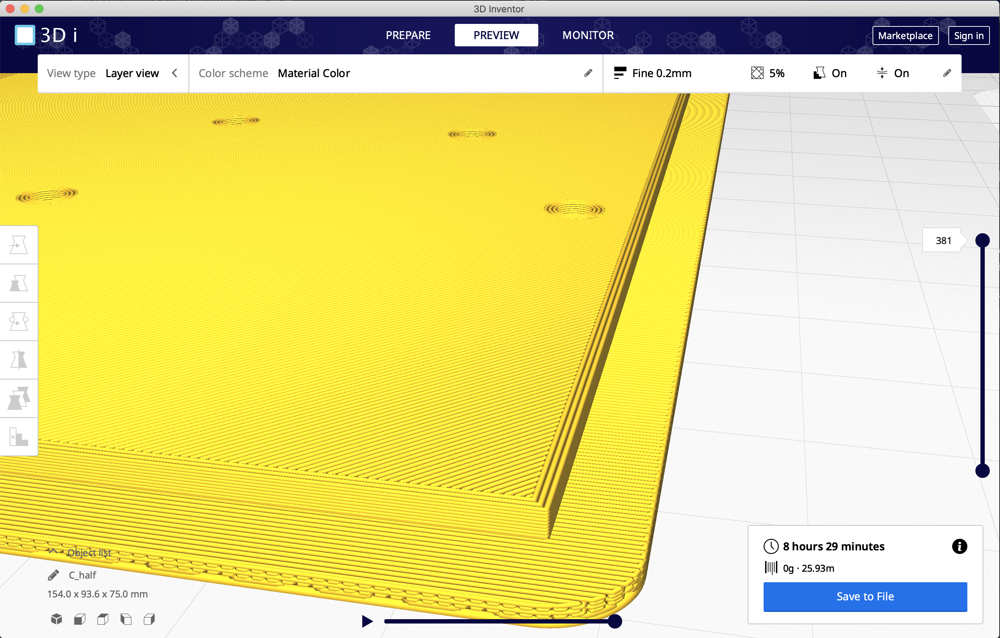 3D Inventor
3D i
PREPARE PREVIEW MONITOR
Marketplace Sign in
View type Layer view Color scheme Material Color Fine 0.2mm 5% On On
381
Object list
C_half
154.0 x 93.6 x 75.0 mm
8 hours 29 minutes
0g · 25.93m
Save to File